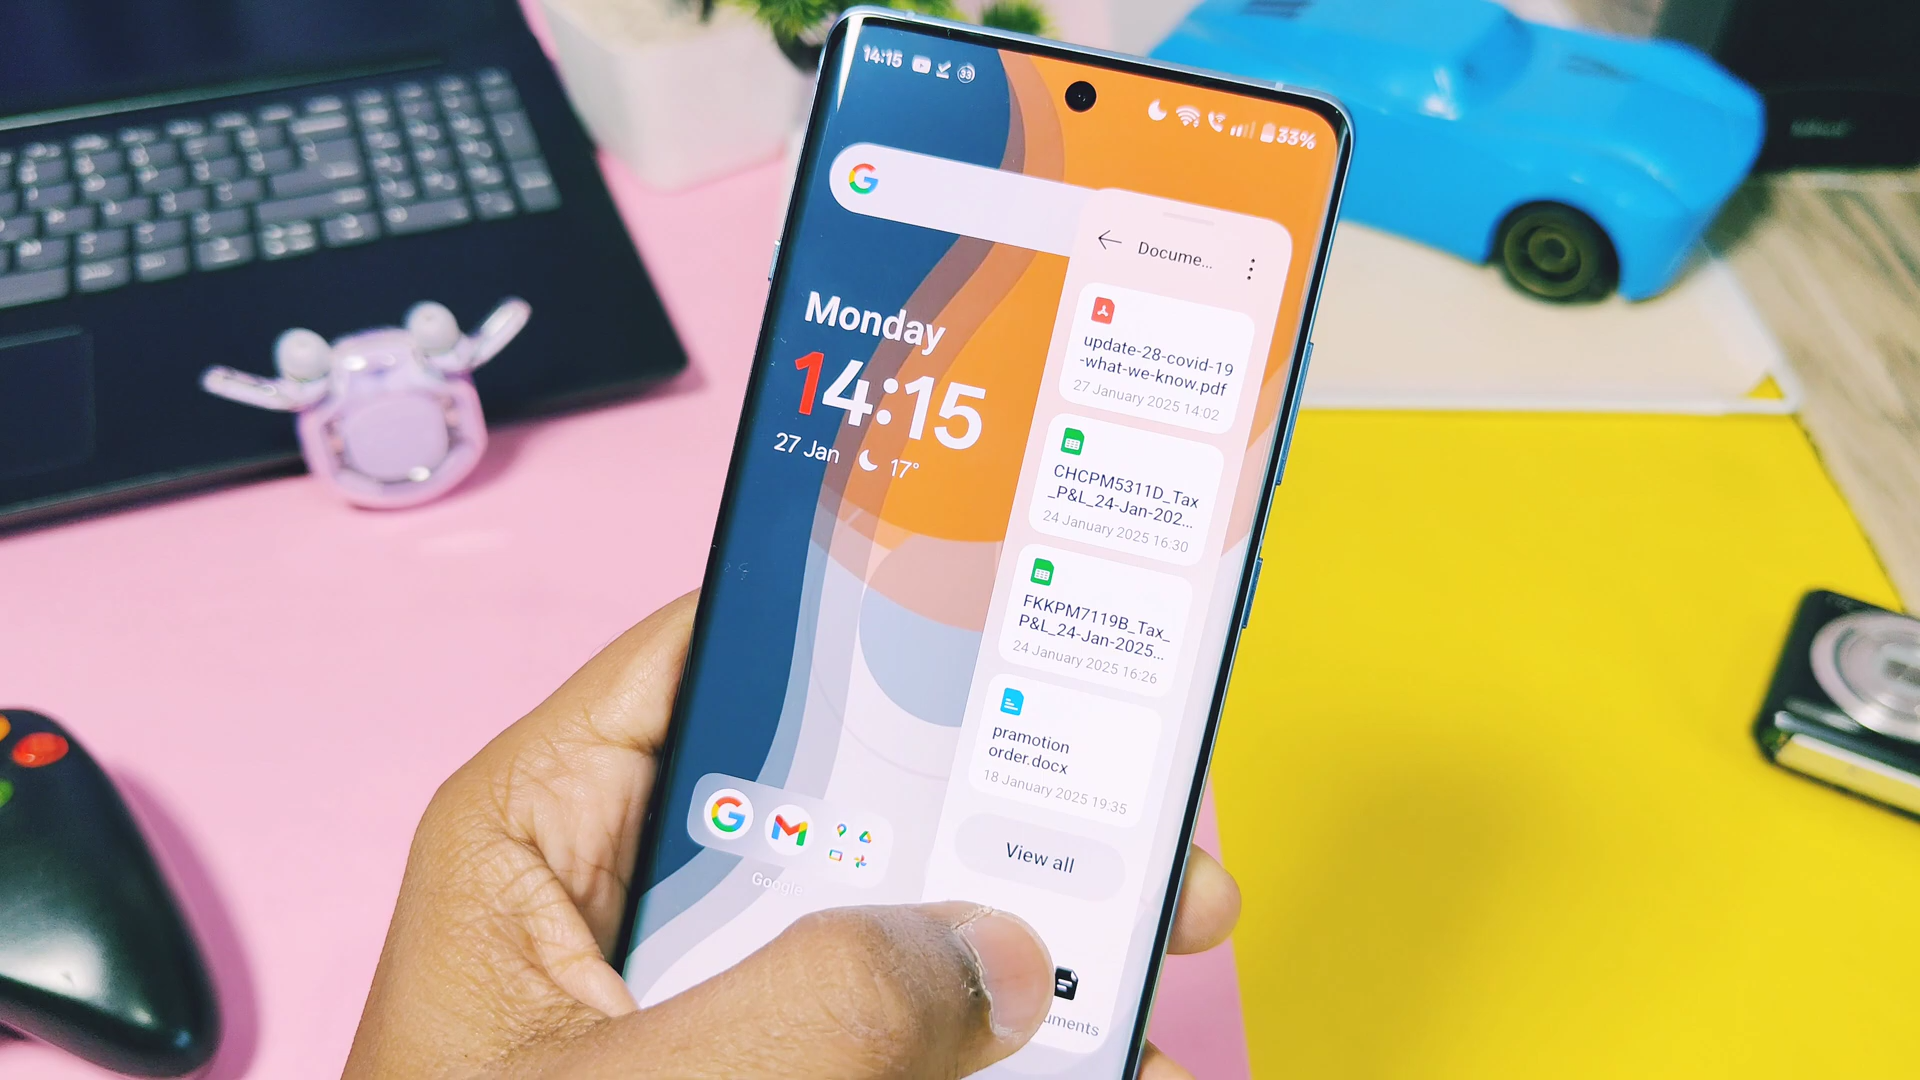 14:15
33
33%
Docume...
update-28-covid-19
-what-we-know.pdf
27 January 2025 14:02
Monday
14:15
27 Jan 17°
CHCPM5311D_Tax
_P&L_24-Jan-202...
24 January 2025 16:30
FKKPM7119B_Tax_
P&L_24-Jan-2025...
24 January 2025 16:26
pramotion
order.docx
18 January 2025 19:35
View all
Google
uments